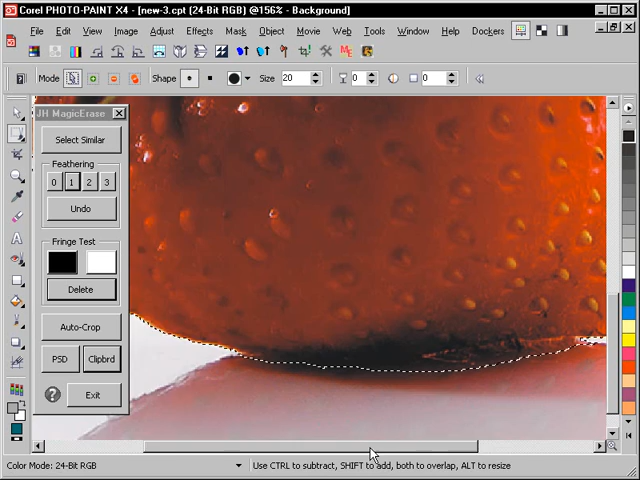 Corel PHOTO-PAINT X4 - [new-3.cpt (24-Bit RGB) @156% - Background]
File Edit View Image Adjust Effects Mask Object Movie Web Tools Window Help Dockers
ME
Mode Shape Size 20 0 0
JH MagicErase
Select Similar
Feathering
0 1 2 3
Undo
Fringe Test
Delete
Auto-Crop
PSD Clipbrd
Exit
A
Color Mode: 24-Bit RGB Use CTRL to subtract, SHIFT to add, both to overlap, ALT to resize